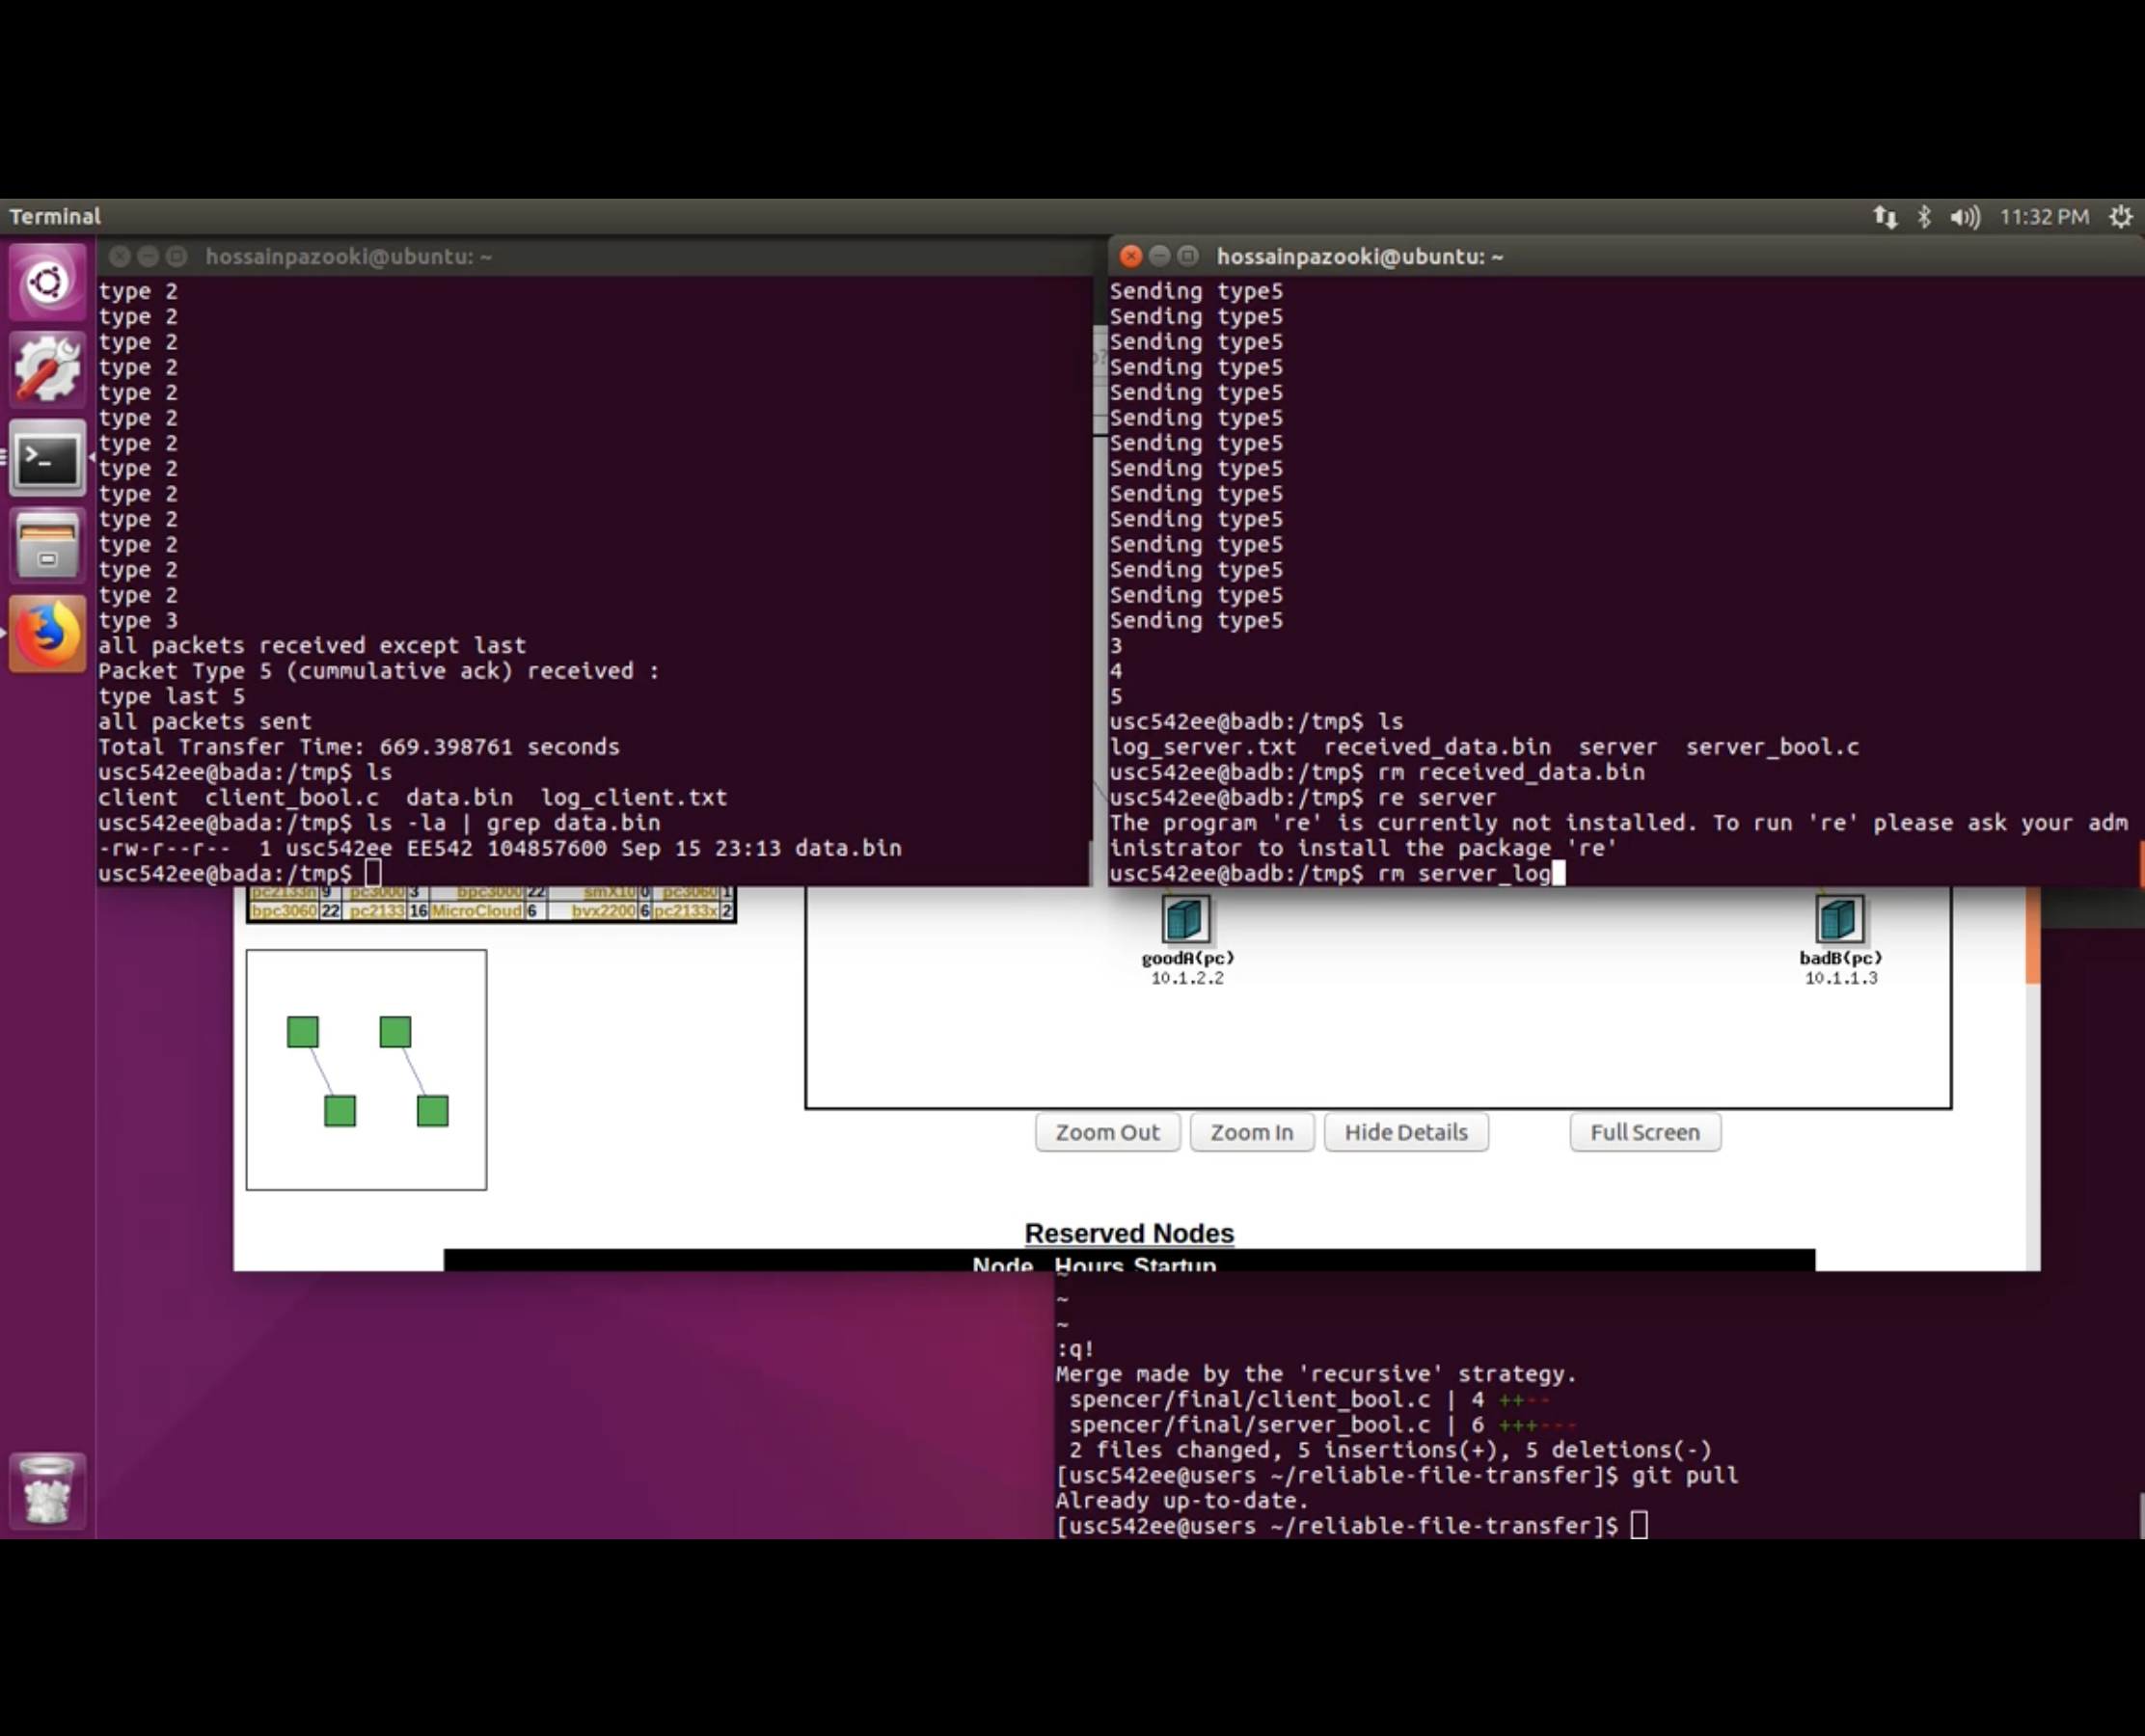 Terminal
11:32 PM
hossainpazooki@ubuntu: ~
type 2
type 2
type 2
type 2
type 2
type 2
type 2
type 2
type 2
type 2
type 2
type 2
type 2
type 3
all packets received except last
Packet Type 5 (cummulative ack) received :
type last 5
all packets sent
Total Transfer Time: 669.398761 seconds
usc542ee@bada:/tmp$ ls
client  client_bool.c  data.bin  log_client.txt
usc542ee@bada:/tmp$ ls -la | grep data.bin
-rw-r--r--  1 usc542ee EE542 104857600 Sep 15 23:13 data.bin
usc542ee@bada:/tmp$
hossainpazooki@ubuntu: ~
Sending type5
Sending type5
Sending type5
Sending type5
Sending type5
Sending type5
Sending type5
Sending type5
Sending type5
Sending type5
Sending type5
Sending type5
Sending type5
Sending type5
3
4
5
usc542ee@badb:/tmp$ ls
log_server.txt  received_data.bin  server  server_bool.c
usc542ee@badb:/tmp$ rm received_data.bin
usc542ee@badb:/tmp$ re server
The program 're' is currently not installed. To run 're' please ask your adm
inistrator to install the package 're'
usc542ee@badb:/tmp$ rm server_log
pc2133n 9 pc3000 3 bpc3000 22 smX10 0 pc3060 1
bpc3060 22 pc2133 16 MicroCloud 6 bvx2200 6 pc2133x 2
goodA(pc)
10.1.2.2
badB(pc)
10.1.1.3
Zoom Out Zoom In Hide Details Full Screen
Reserved Nodes
Node Hours Startup
~
~
~
:q!
Merge made by the 'recursive' strategy.
 spencer/final/client_bool.c | 4 ++--
 spencer/final/server_bool.c | 6 +++---
 2 files changed, 5 insertions(+), 5 deletions(-)
[usc542ee@users ~/reliable-file-transfer]$ git pull
Already up-to-date.
[usc542ee@users ~/reliable-file-transfer]$